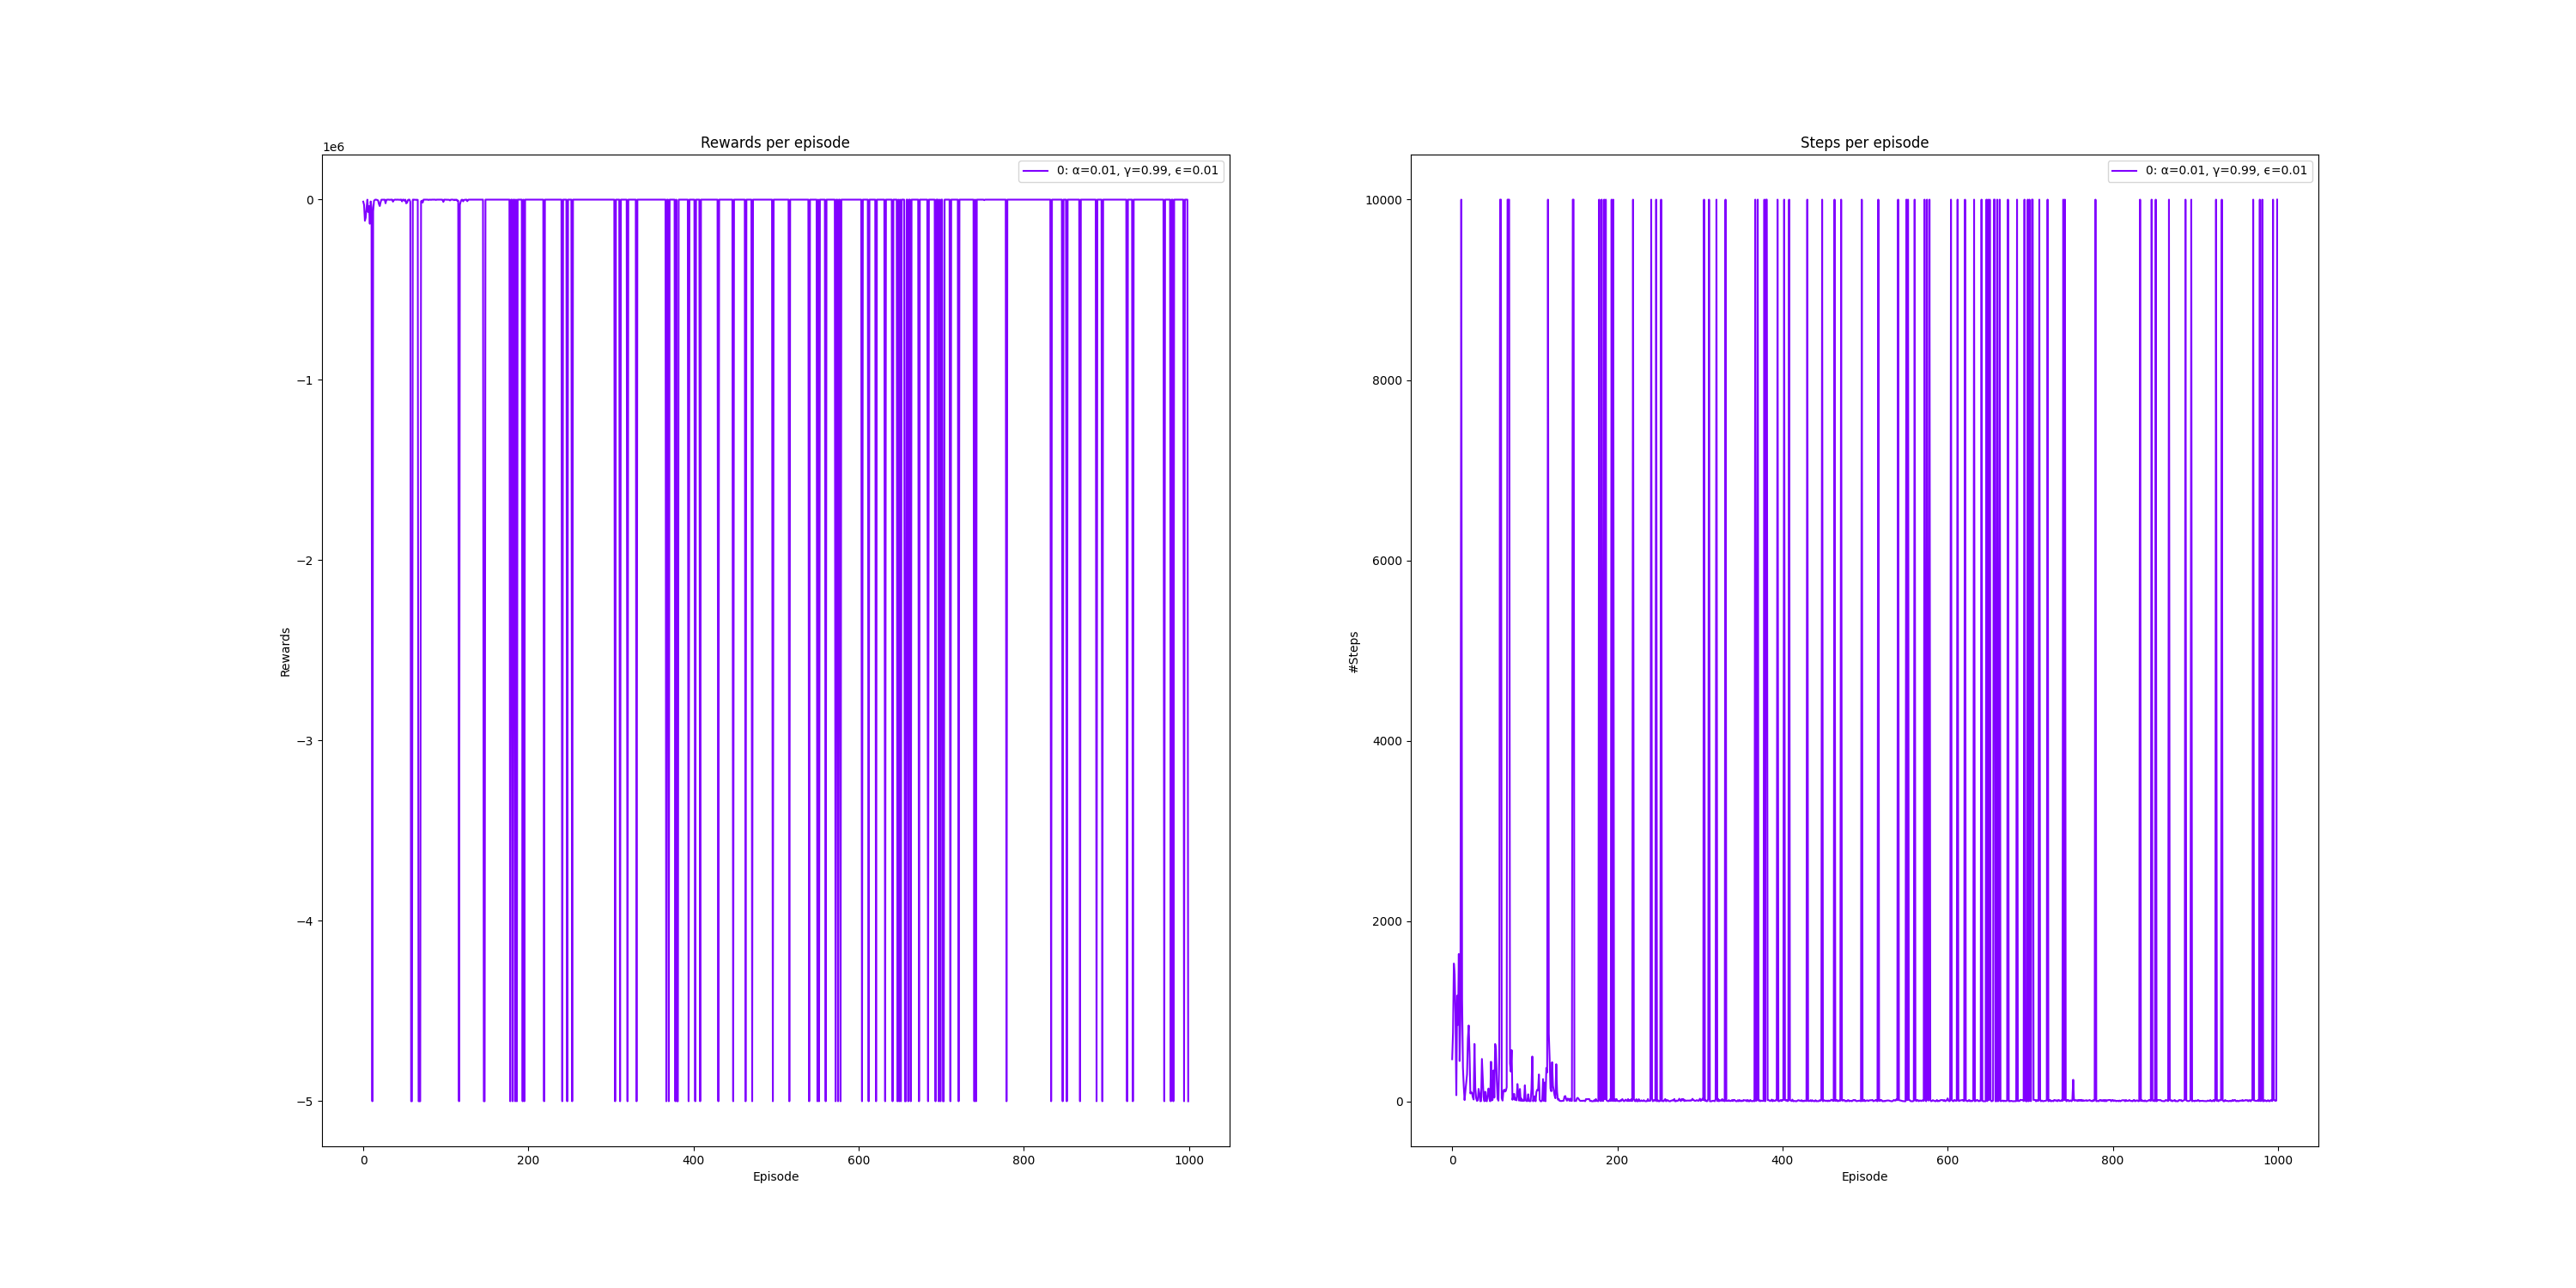 Rewards per episode
1e6
0: α=0.01, γ=0.99, ϵ=0.01
0
−1
−2
−3
−4
−5
Rewards
0 200 400 600 800 1000
Episode
Steps per episode
0: α=0.01, γ=0.99, ϵ=0.01
10000
8000
6000
4000
2000
0
#Steps
0 200 400 600 800 1000
Episode